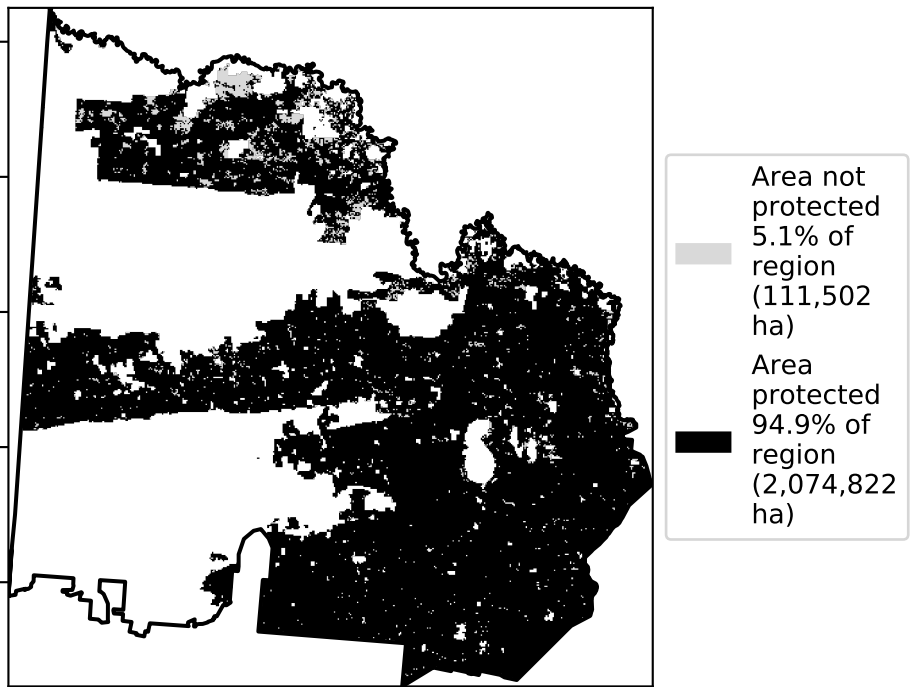 Area not
protected
5.1% of
region
(111,502
ha)
Area
protected
94.9% of
region
(2,074,822
ha)